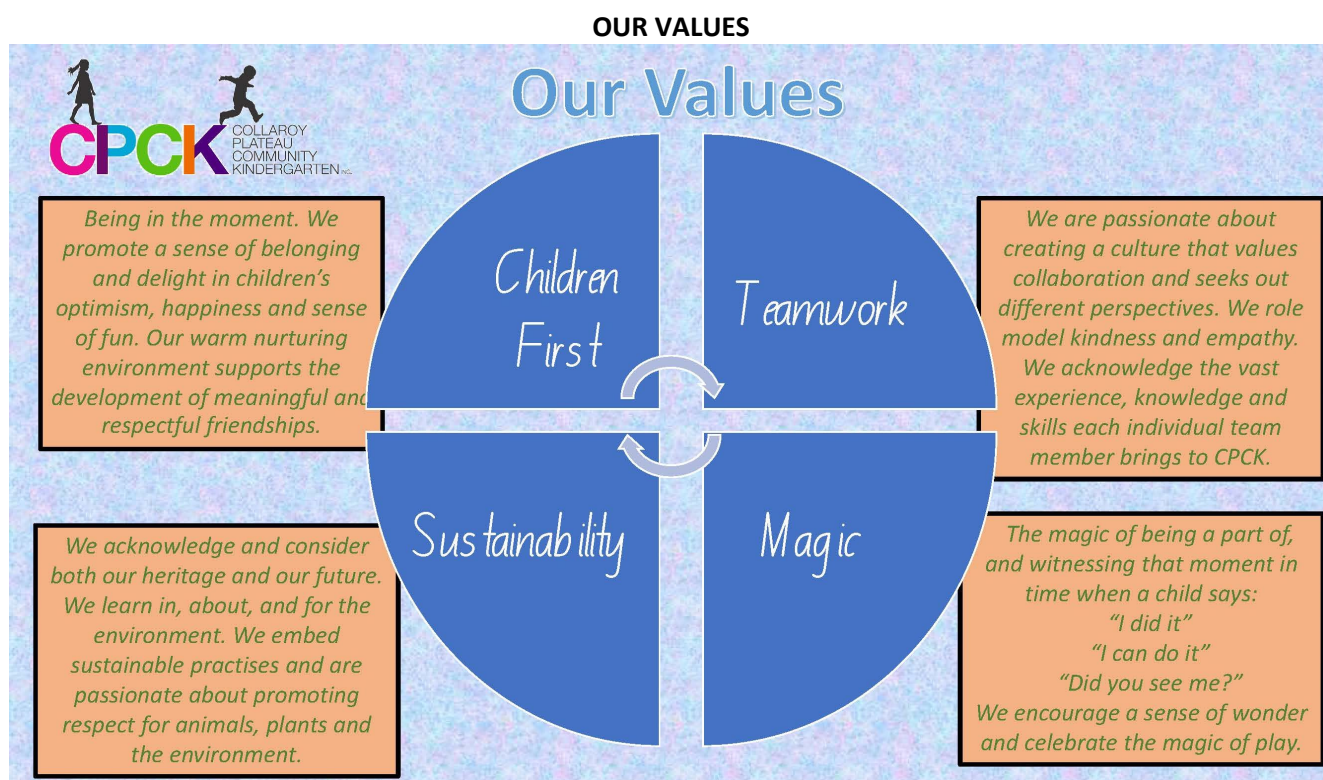 OUR VALUES
Our Values
CPCK
COLLAROY
PLATEAU
COMMUNITY
KINDERGARTEN INC.
Being in the moment. We
promote a sense of belonging
and delight in children's
optimism, happiness and sense
of fun. Our warm nurturing
environment supports the
development of meaningful and
respectful friendships.
Children
First
Teamwork
We are passionate about
creating a culture that values
collaboration and seeks out
different perspectives. We role
model kindness and empathy.
We acknowledge the vast
experience, knowledge and
skills each individual team
member brings to CPCK.
We acknowledge and consider
both our heritage and our future.
We learn in, about, and for the
environment. We embed
sustainable practises and are
passionate about promoting
respect for animals, plants and
the environment.
Sustainability
Magic
The magic of being a part of,
and witnessing that moment in
time when a child says:
“I did it”
“I can do it”
“Did you see me?”
We encourage a sense of wonder
and celebrate the magic of play.